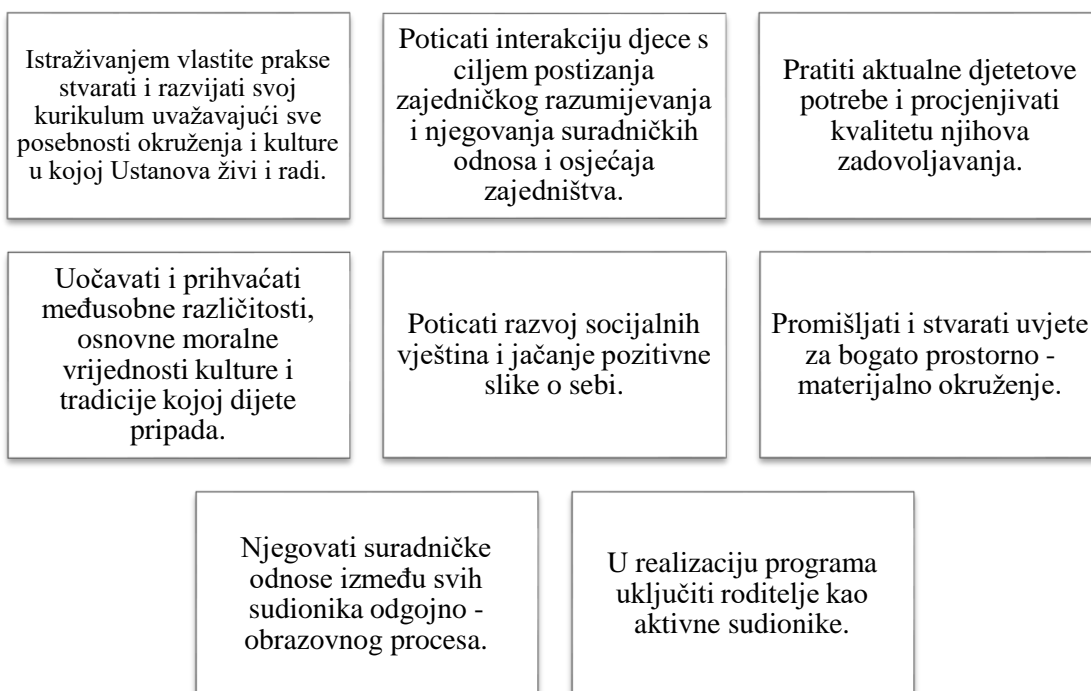 Istraživanjem vlastite prakse
stvarati i razvijati svoj
kurikulum uvažavajući sve
posebnosti okruženja i kulture
u kojoj Ustanova živi i radi.
Poticati interakciju djece s
ciljem postizanja
zajedničkog razumijevanja
i njegovanja suradničkih
odnosa i osjećaja
zajedništva.
Pratiti aktualne djetetove
potrebe i procjenjivati
kvalitetu njihova
zadovoljavanja.
Uočavati i prihvaćati
međusobne različitosti,
osnovne moralne
vrijednosti kulture i
tradicije kojoj dijete
pripada.
Poticati razvoj socijalnih
vještina i jačanje pozitivne
slike o sebi.
Promišljati i stvarati uvjete
za bogato prostorno -
materijalno okruženje.
Njegovati suradničke
odnose između svih
sudionika odgojno -
obrazovnog procesa.
U realizaciju programa
uključiti roditelje kao
aktivne sudionike.